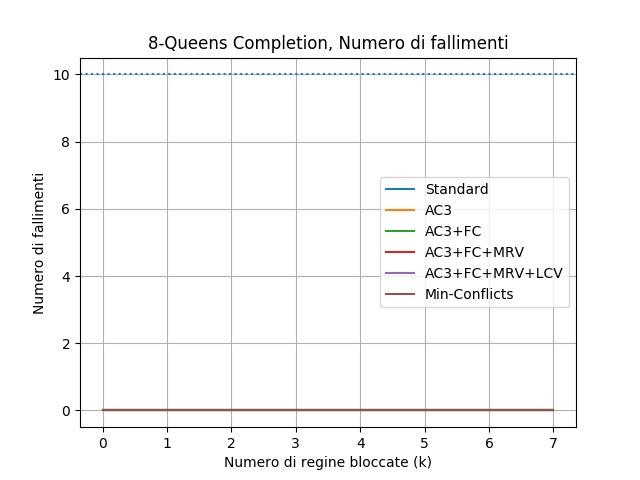 8-Queens Completion, Numero di fallimenti
10
8
6
4
2
0
Numero di fallimenti
Standard
AC3
AC3+FC
AC3+FC+MRV
AC3+FC+MRV+LCV
Min-Conflicts
0 1 2 3 4 5 6 7
Numero di regine bloccate (k)